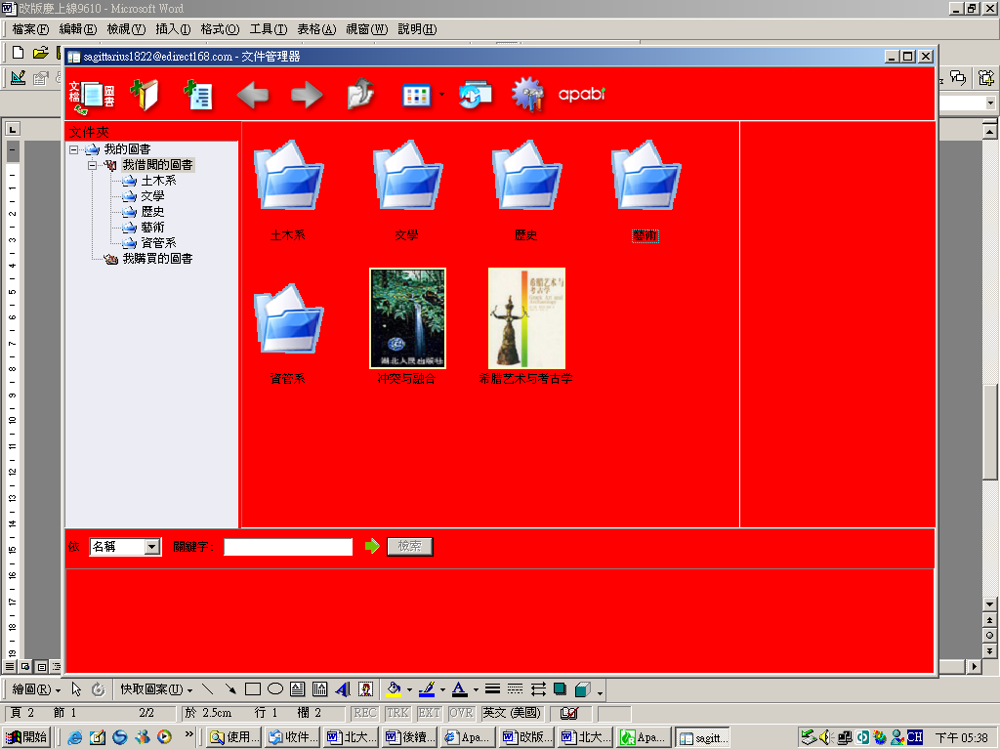 改版慶上線9610 - Microsoft Word
檔案(F) 編輯(E) 檢視(V) 插入(I) 格式(O) 工具(T) 表格(A) 視窗(W) 說明(H)
sagittarius1822@edirect168.com - 文件管理器
文檔
圖書
apabi
文件夾
我的圖書
我借閱的圖書
土木系
文學
歷史
藝術
資管系
我購買的圖書
土木系
文學
歷史
藝術
湖北人民出版社
希腊艺术与
考古学
資管系
冲突与融合
希腊艺术与考古学
依 名稱 關鍵字: 檢索
繪圖(R) 快取圖案(U)
頁 2 節 1 2/2 於 2.5cm 行 1 欄 2 REC TRK EXT OVR 英文 (美國)
開始 使用... 收件... 北大... 後續... Apa... 改版... 北大... Apa... sagitt... CH 下午 05:38